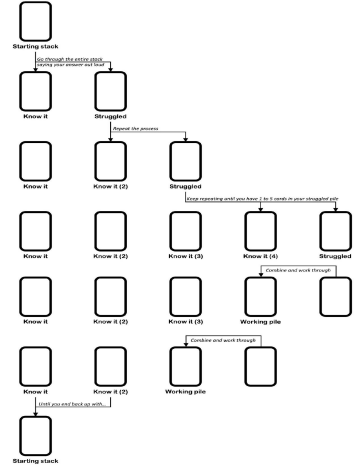 Starting stack
Go through the entire stack
saying your answer out loud
Know it
Struggled
Repeat the process
Know it
Know it (2)
Struggled
Keep repeating until you have 1 to 5 cards in your struggled pile
Know it
Know it (2)
Know it (3)
Know it (4)
Struggled
Combine and work through
Know it
Know it (2)
Know it (3)
Working pile
Combine and work through
Know it
Know it (2)
Working pile
Until you end back up with...
Starting stack